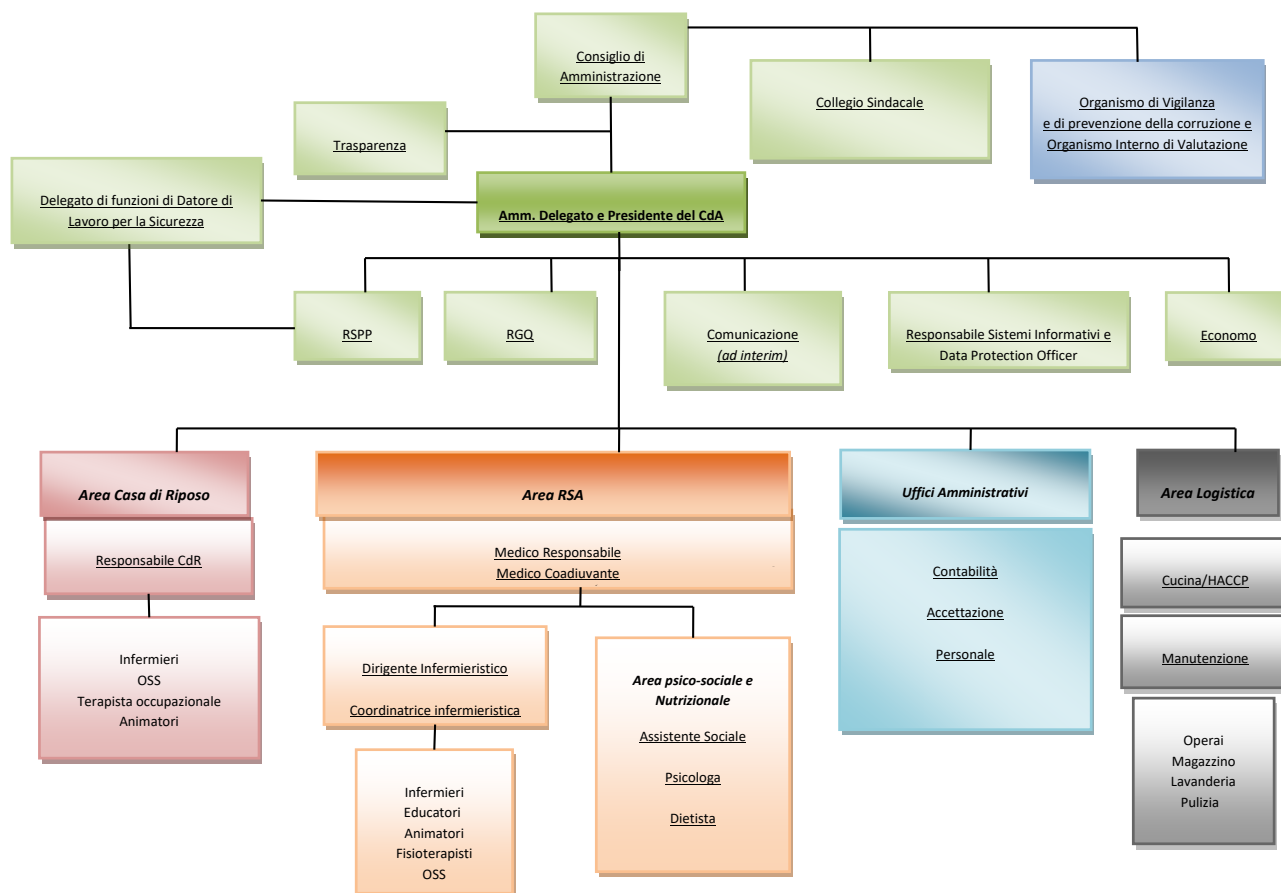 Consiglio di
Amministrazione
Collegio Sindacale
Organismo di Vigilanza
e di prevenzione della corruzione e
Organismo Interno di Valutazione
Trasparenza
Delegato di funzioni di Datore di
Lavoro per la Sicurezza
Amm. Delegato e Presidente del CdA
RSPP
RGQ
Comunicazione
(ad interim)
Responsabile Sistemi Informativi e
Data Protection Officer
Economo
Area Casa di Riposo
Responsabile CdR
Infermieri
OSS
Terapista occupazionale
Animatori
Area RSA
Medico Responsabile
Medico Coadiuvante
Dirigente Infermieristico
Coordinatrice infermieristica
Infermieri
Educatori
Animatori
Fisioterapisti
OSS
Area psico-sociale e
Nutrizionale
Assistente Sociale
Psicologa
Dietista
Uffici Amministrativi
Contabilità
Accettazione
Personale
Area Logistica
Cucina/HACCP
Manutenzione
Operai
Magazzino
Lavanderia
Pulizia